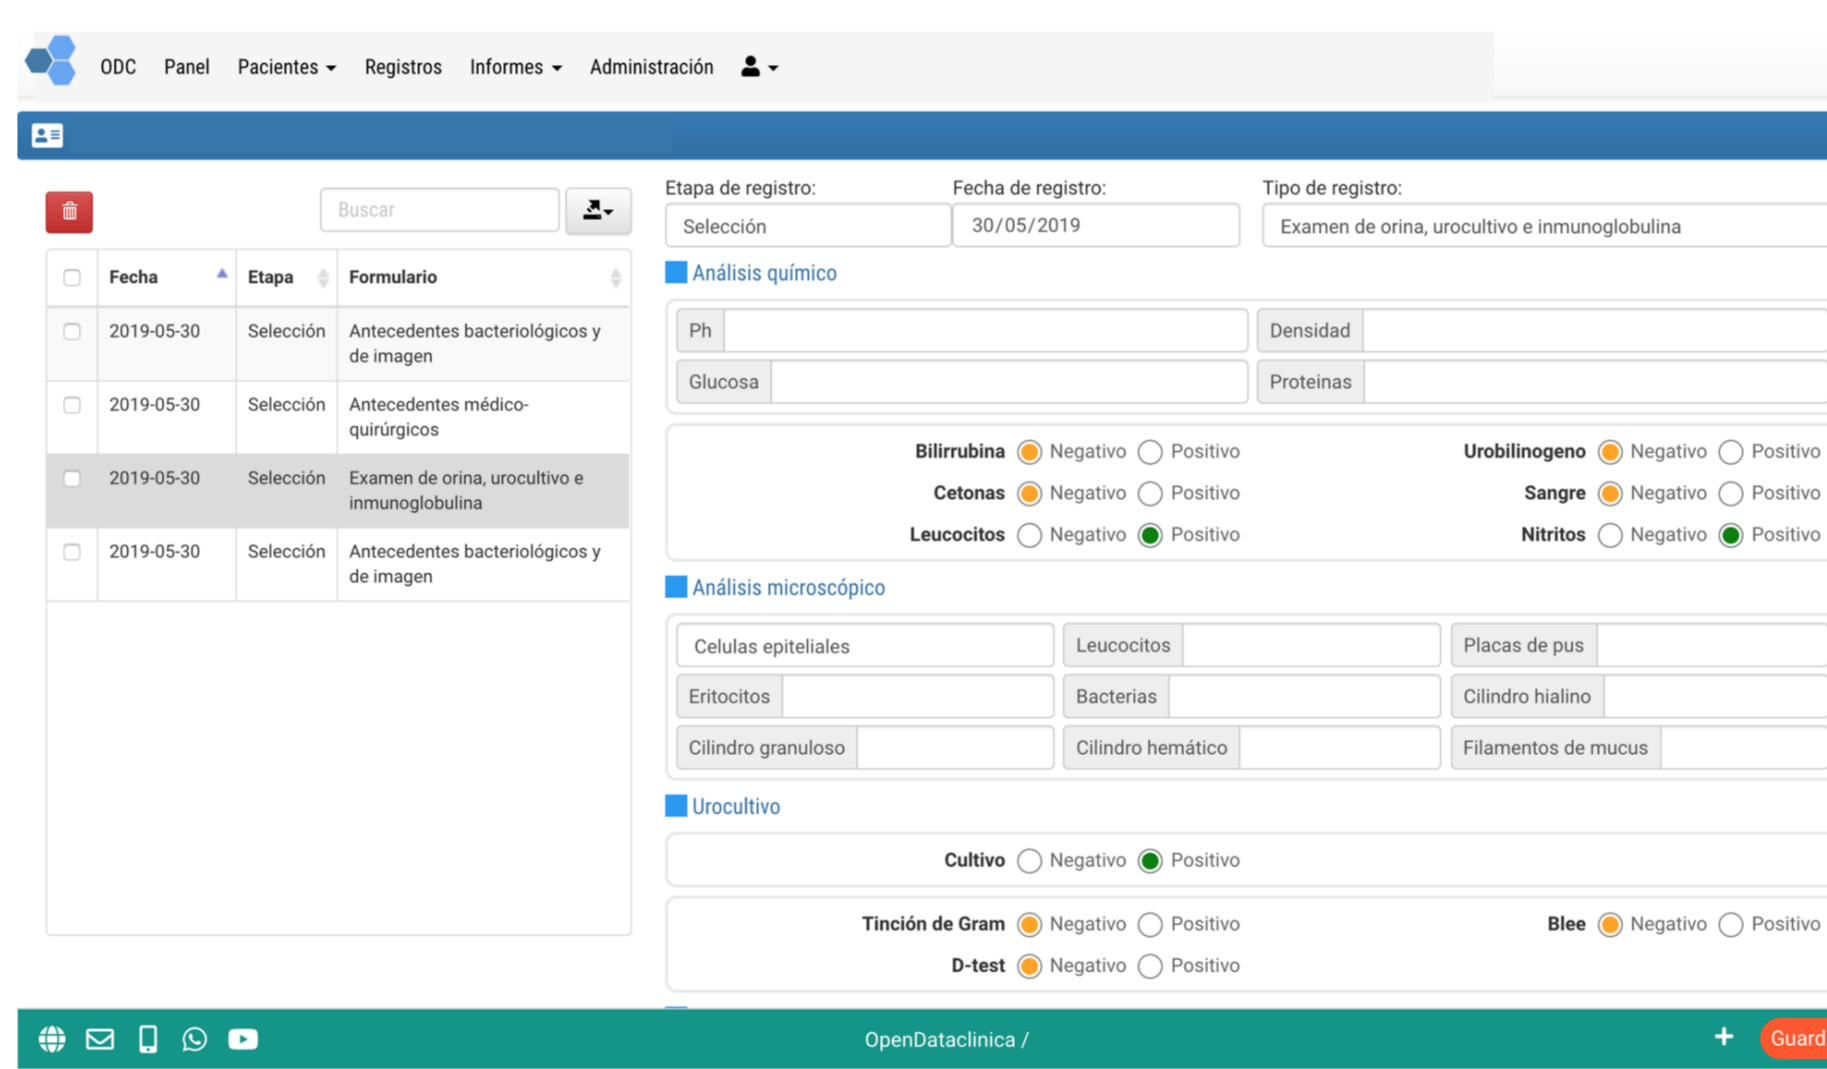 ODC Panel Pacientes Registros Informes Administración
Buscar
Fecha Etapa Formulario
2019-05-30 Selección Antecedentes bacteriológicos y
de imagen
2019-05-30 Selección Antecedentes médico-
quirúrgicos
2019-05-30 Selección Examen de orina, urocultivo e
inmunoglobulina
2019-05-30 Selección Antecedentes bacteriológicos y
de imagen
Etapa de registro: Fecha de registro: Tipo de registro:
Selección 30/05/2019 Examen de orina, urocultivo e inmunoglobulina
Análisis químico
Ph Densidad
Glucosa Proteinas
Bilirrubina Negativo Positivo Urobilinogeno Negativo Positivo
Cetonas Negativo Positivo Sangre Negativo Positivo
Leucocitos Negativo Positivo Nitritos Negativo Positivo
Análisis microscópico
Celulas epiteliales Leucocitos Placas de pus
Eritocitos Bacterias Cilindro hialino
Cilindro granuloso Cilindro hemático Filamentos de mucus
Urocultivo
Cultivo Negativo Positivo
Tinción de Gram Negativo Positivo Blee Negativo Positivo
D-test Negativo Positivo
OpenDataclinica / + Guard